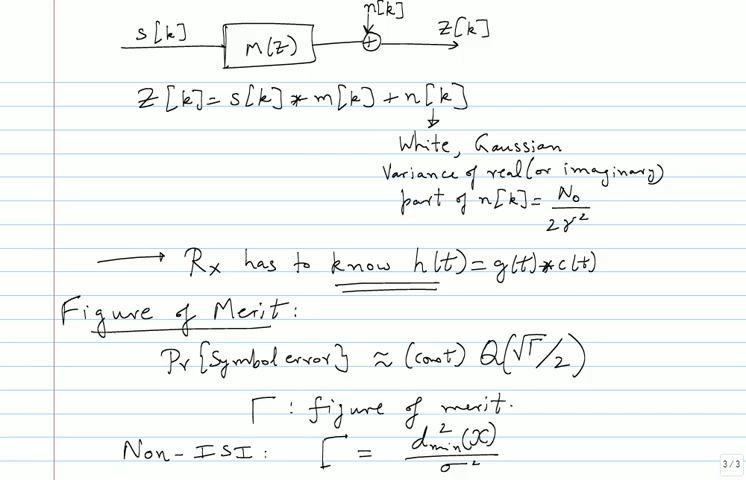 n[k]
s[k] M(z) + z[k]
z[k] = s[k] * m[k] + n[k]
White, Gaussian
Variance of real (or imaginary)
part of n[k] = N₀/2γ²
→ Rx has to know h(t) = g(t) * c(t)
Figure of Merit:
Pr{Symbol error} ≈ (const) Q(√Γ/2)
Γ : figure of merit.
Non-ISI: Γ = d²min(X)/σ²
3/3